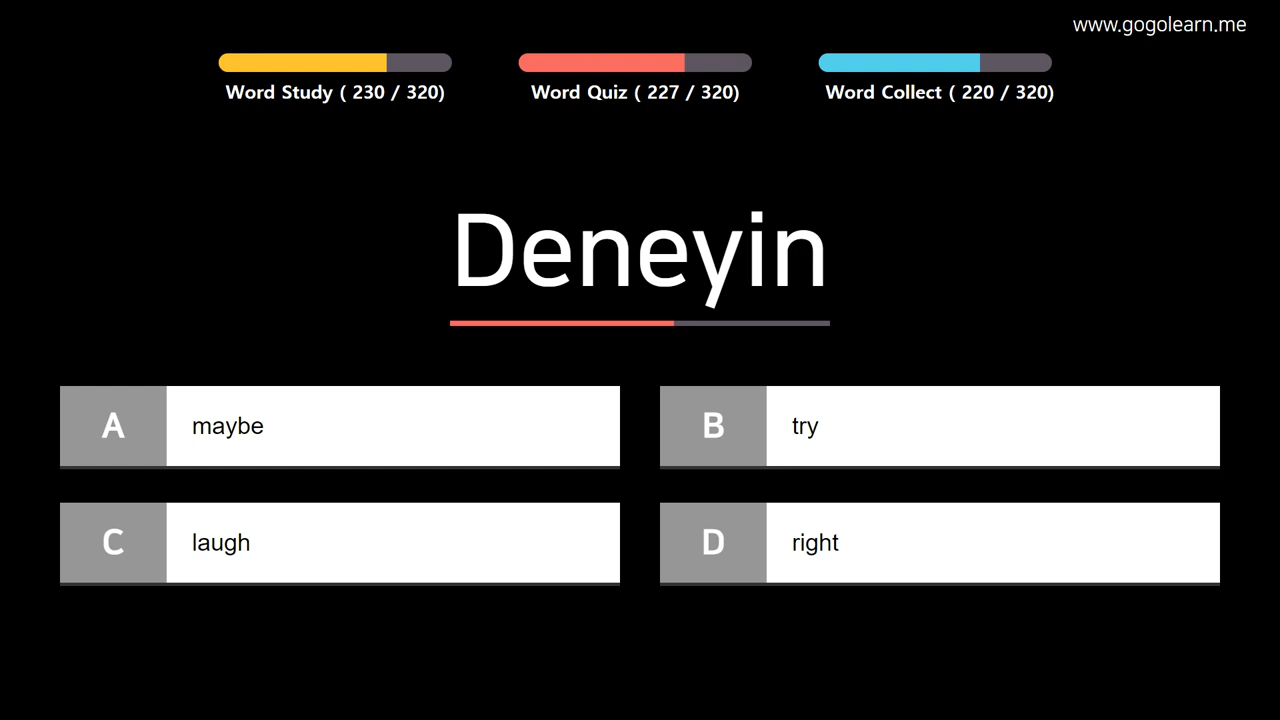 www.gogolearn.me
Word Study ( 230 / 320)
Word Quiz ( 227 / 320)
Word Collect ( 220 / 320)
Deneyin
A maybe
B try
C laugh
D right